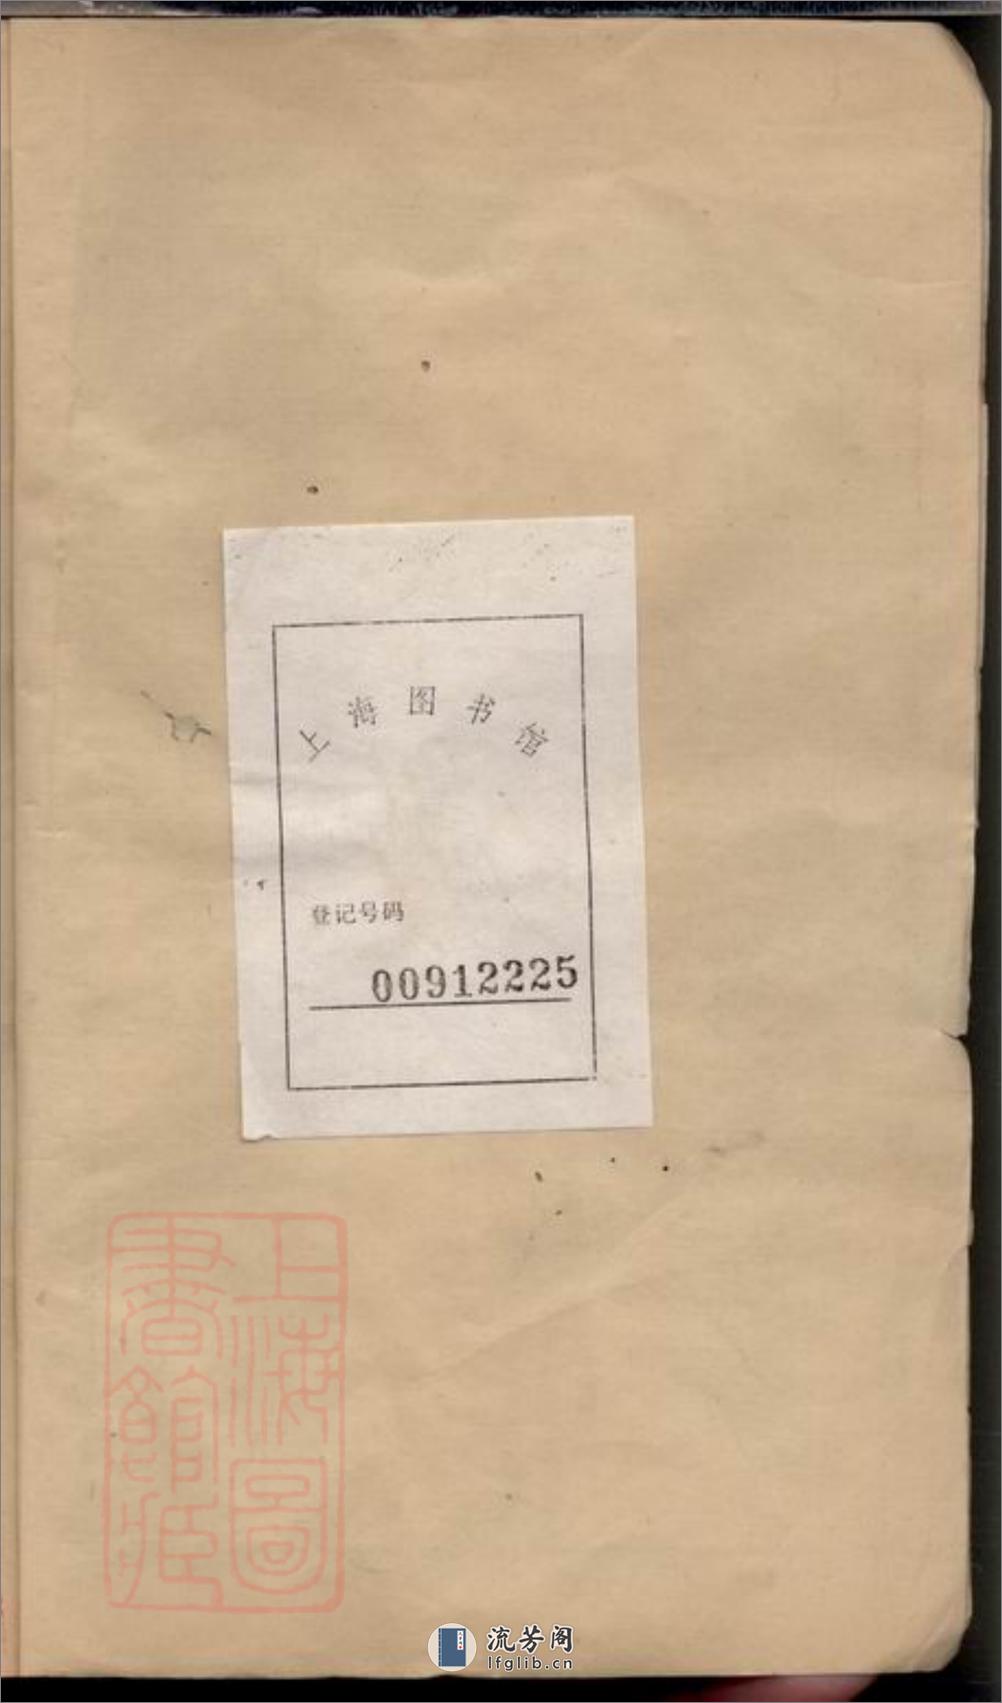 上海图书馆
登记号码
00912225
上海圖
書館藏
流芳阁
lfglib.cn